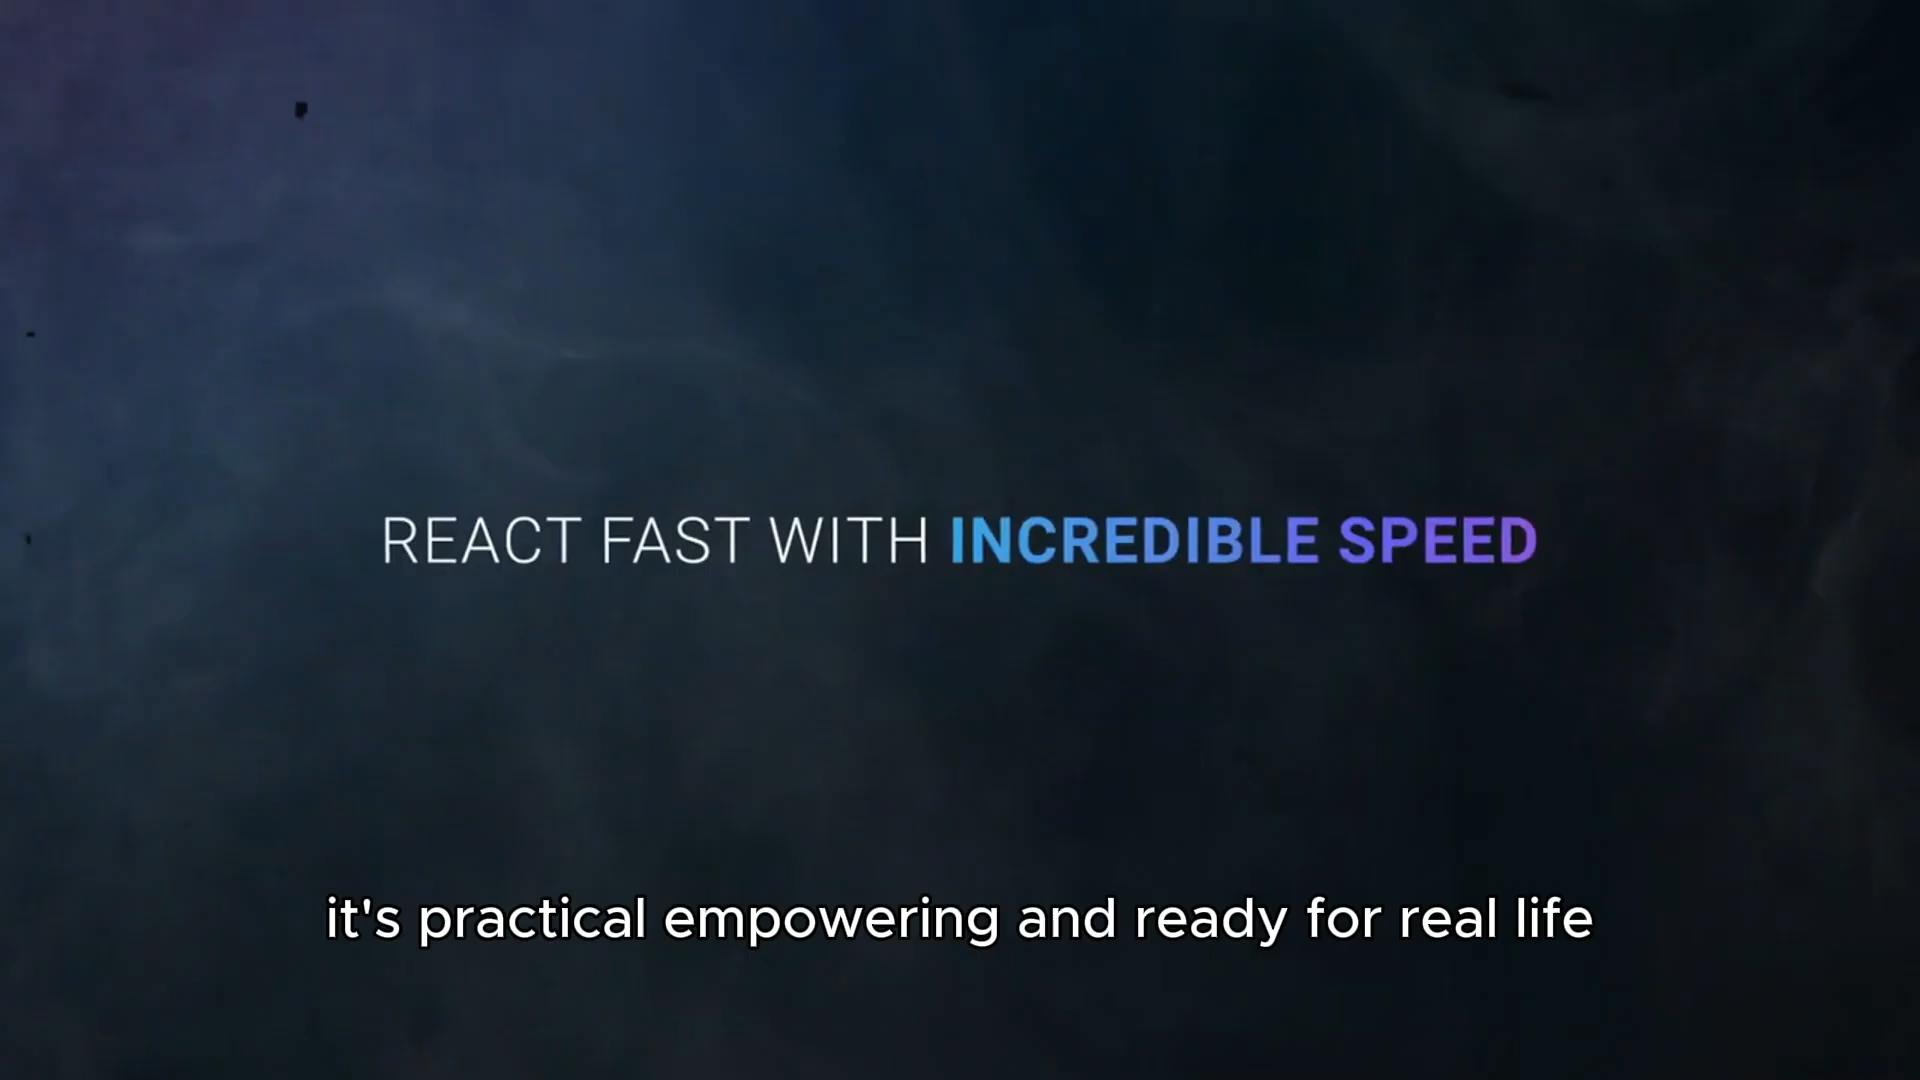 REACT FAST WITH INCREDIBLE SPEED
it's practical empowering and ready for real life